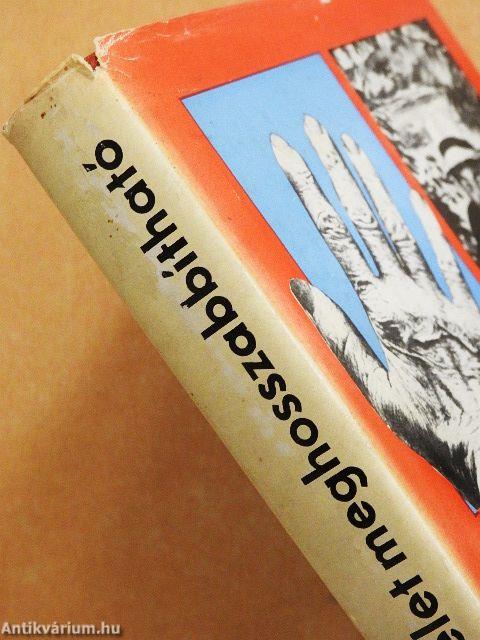 élet meghosszabbítható
Antikvárium.hu